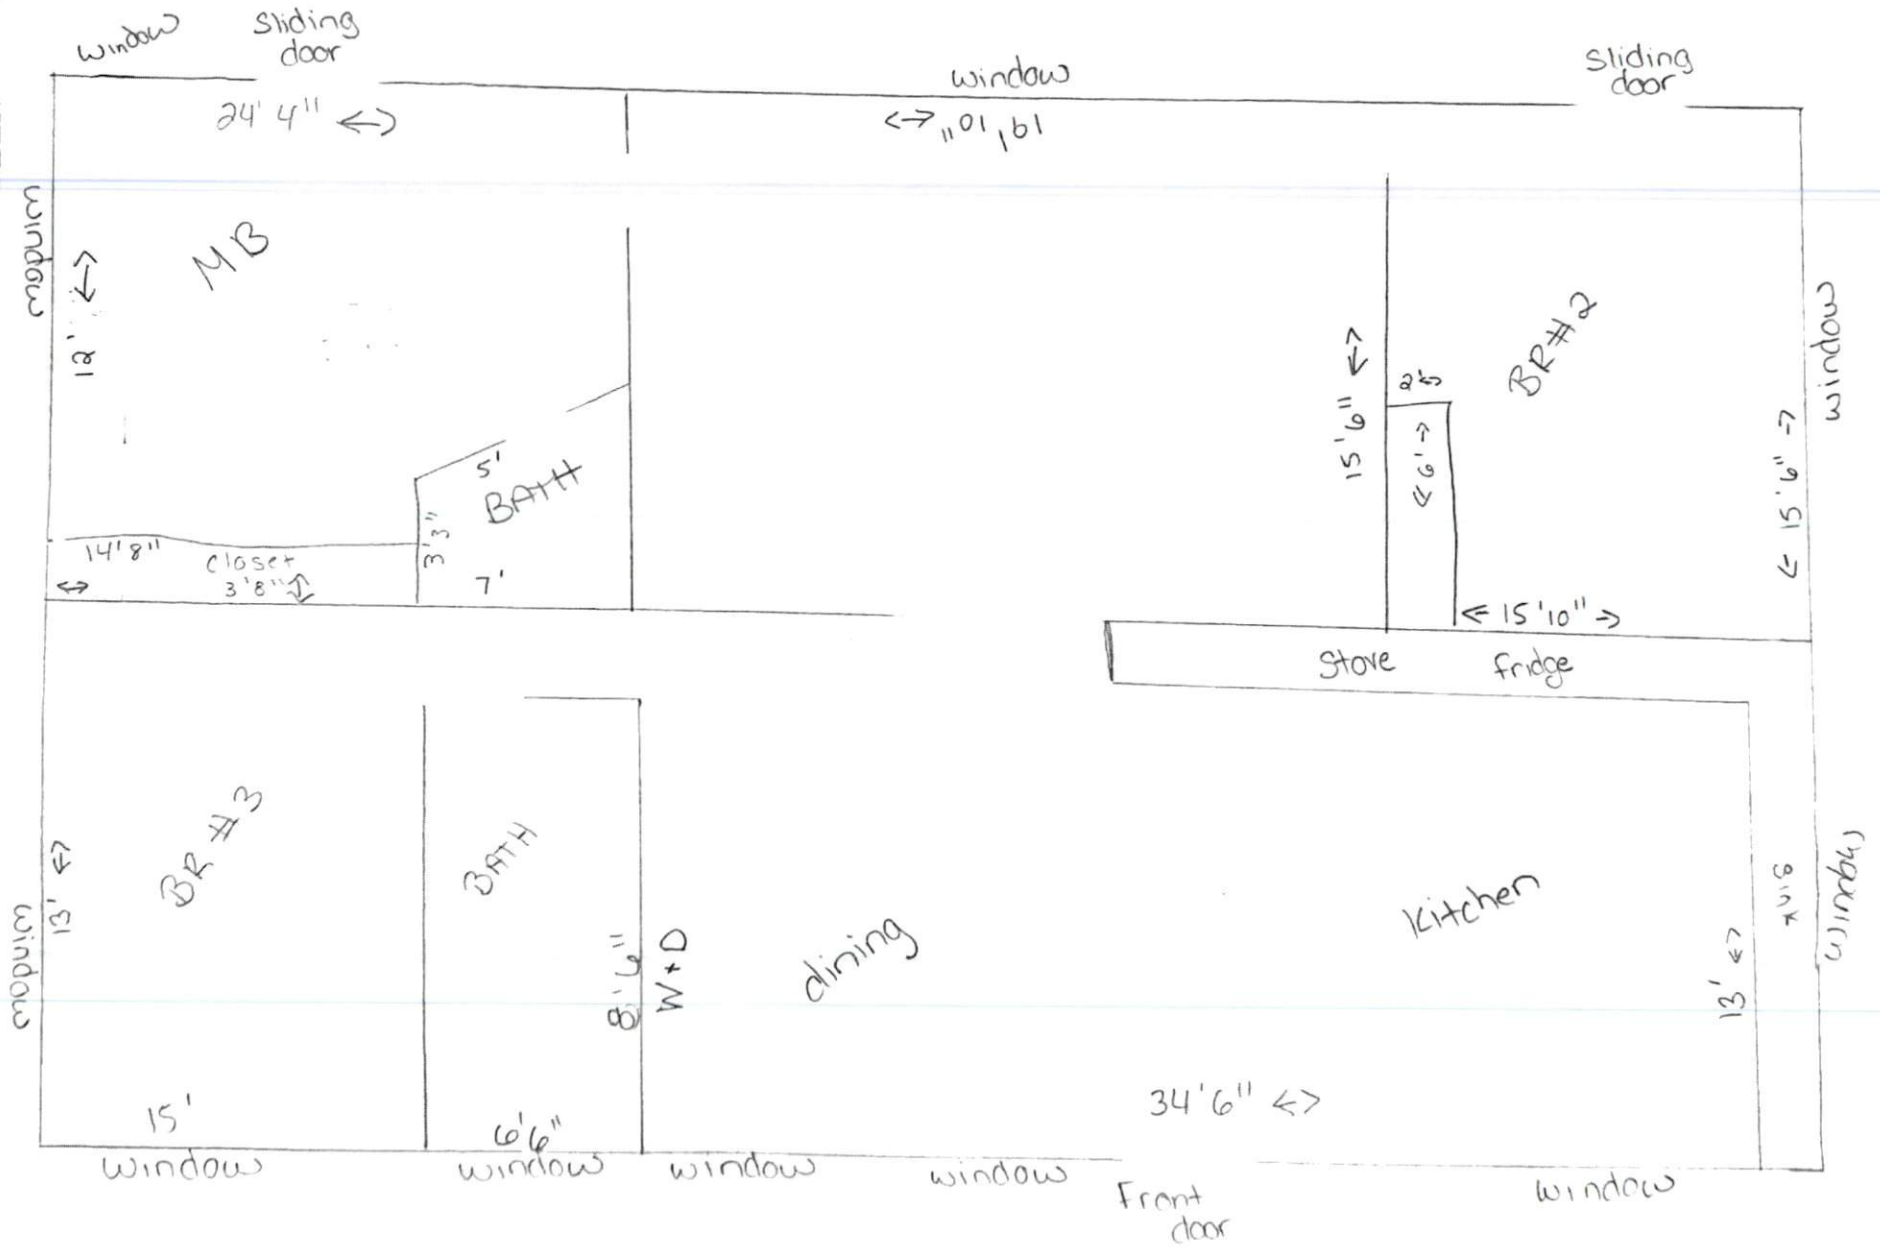 window
Sliding
door
window
Sliding
door
24' 4"
19'10"
window
12'
MB
window
BR#2
15'6"
2'
6'
15'6"
5'
BATH
3'3"
7'
14'8"
Closet
3'8"
15'10"
Stove
fridge
BR #3
BATH
13'
window
8'6"
W+D
dining
Kitchen
sink
window
13'
34'6"
15'
6'6"
window
window
window
window
Front
door
window